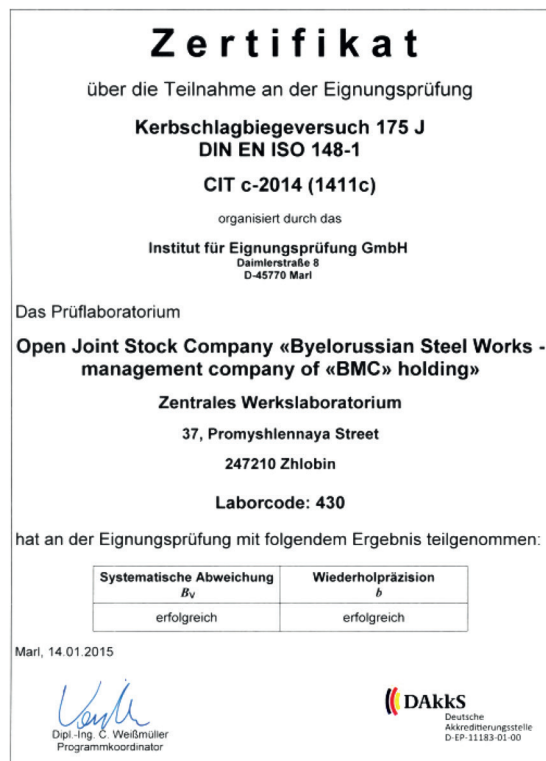 Zertifikat
über die Teilnahme an der Eignungsprüfung
Kerbschlagbiegeversuch 175 J
DIN EN ISO 148-1
CIT c-2014 (1411c)
organisiert durch das
Institut für Eignungsprüfung GmbH
Daimlerstraße 8
D-45770 Marl
Das Prüflaboratorium
Open Joint Stock Company «Byelorussian Steel Works -
management company of «BMC» holding»
Zentrales Werkslaboratorium
37, Promyshlennaya Street
247210 Zhlobin
Laborcode: 430
hat an der Eignungsprüfung mit folgendem Ergebnis teilgenommen:
Systematische Abweichung Wiederholpräzision
Bv b
erfolgreich erfolgreich
Marl, 14.01.2015
Dipl.-Ing. C. Weißmüller
Programmkoordinator
DAkkS
Deutsche
Akkreditierungsstelle
D-EP-11183-01-00